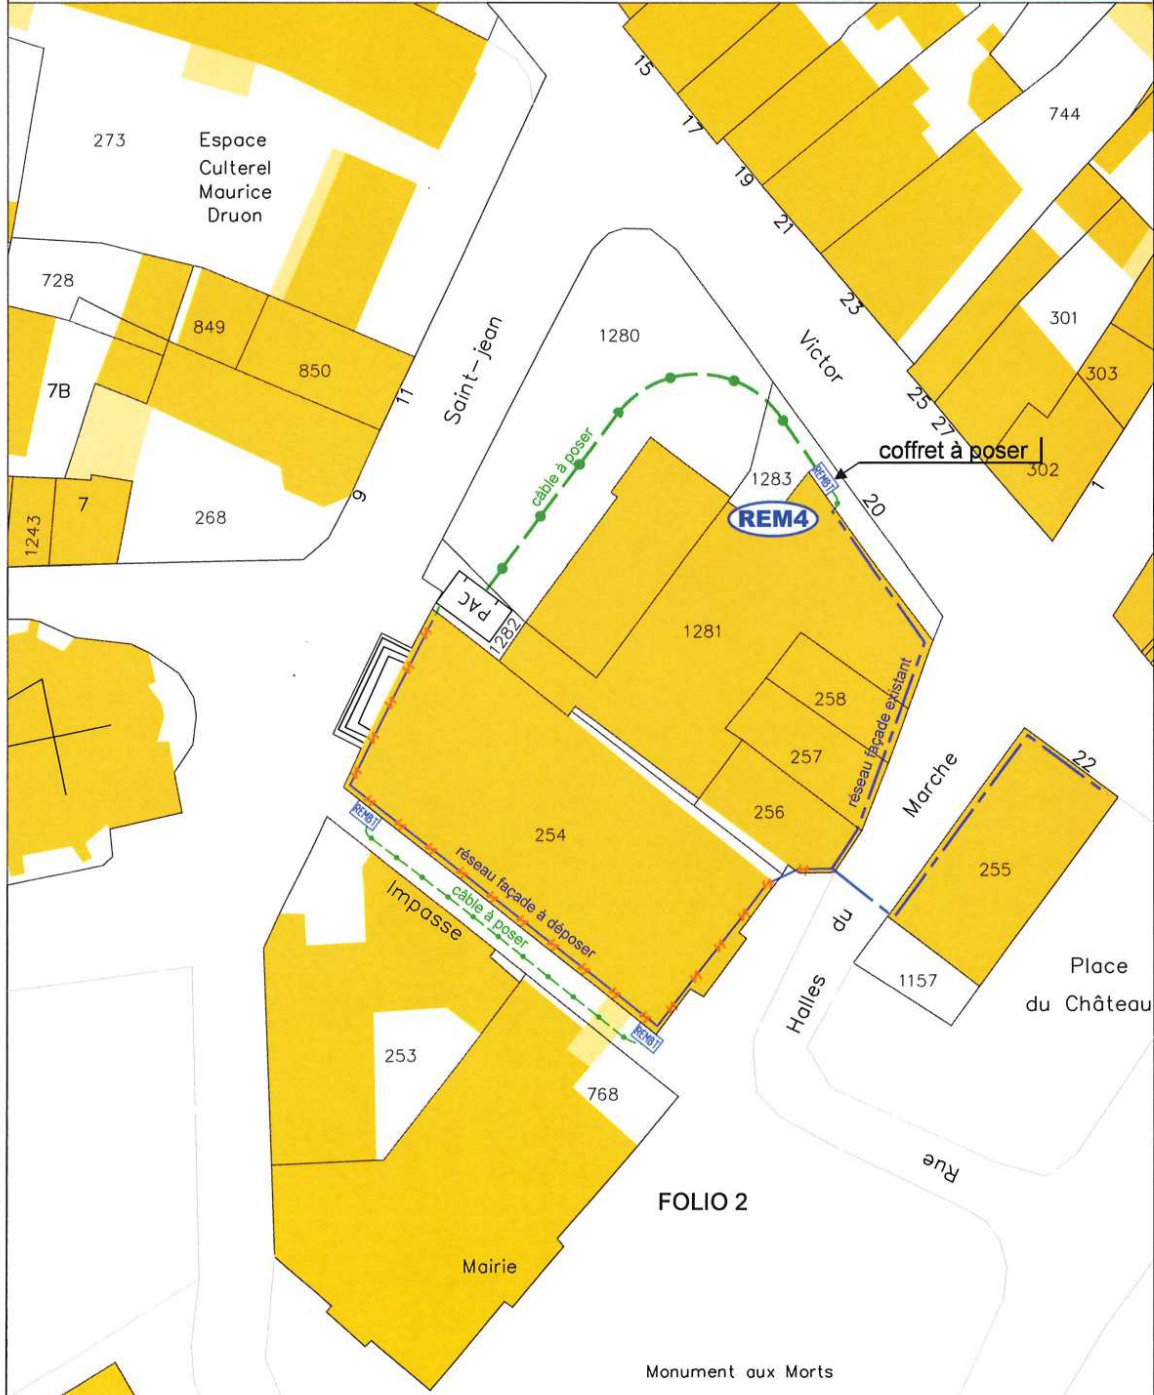 15
17
19
21
23
25
27
744
273
Espace
Culterel
Maurice
Druon
728
849
850
7B
11
9
7
1243
268
Saint-jean
1280
Victor
301
303
302
1
coffret à poser
câble à poser
1283
REMBT
20
REM4
PAC
1282
1281
258
257
256
réseau façade existant
Marche
22
255
254
REMBT
réseau façade à déposer
câble à poser
Impasse
du
Halles
1157
Place
du Château
REMBT
253
768
Rue
FOLIO 2
Mairie
Monument aux Morts